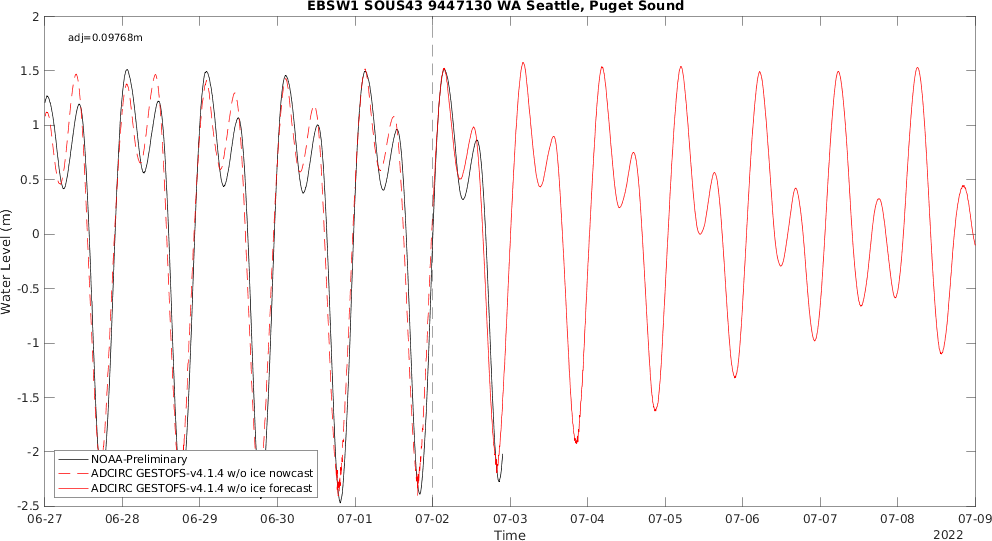 EBSW1 SOUS43 9447130 WA Seattle, Puget Sound
adj=0.09768m
2
1.5
1
0.5
0
-0.5
-1
-1.5
-2
-2.5
Water Level (m)
NOAA-Preliminary
ADCIRC GESTOFS-v4.1.4 w/o ice nowcast
ADCIRC GESTOFS-v4.1.4 w/o ice forecast
06-27 06-28 06-29 06-30 07-01 07-02 07-03 07-04 07-05 07-06 07-07 07-08 07-09
Time
2022